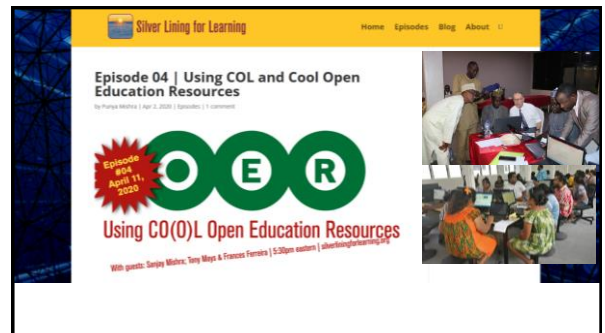 Silver Lining for Learning
Home Episodes Blog About
Episode 04 | Using COL and Cool Open
Education Resources
by Punya Mishra | Apr 2, 2020 | Episodes | 1 comment
Episode
#04
April 11,
2020
OER
Using CO(O)L Open Education Resources
With guests: Sanjay Mishra; Tony Mays & Frances Ferreira | 5:30pm eastern | silverliningforlearning.org